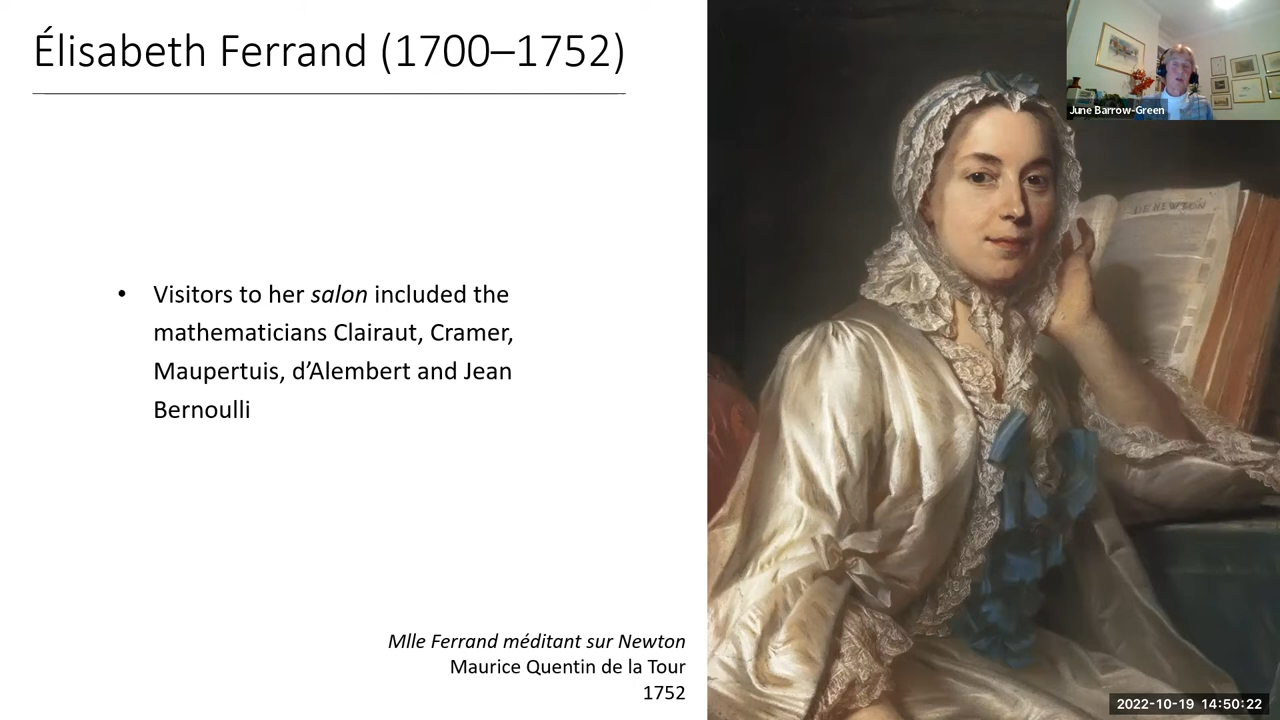 Élisabeth Ferrand (1700–1752)
• Visitors to her salon included the
mathematicians Clairaut, Cramer,
Maupertuis, d’Alembert and Jean
Bernoulli
Mlle Ferrand méditant sur Newton
Maurice Quentin de la Tour
1752
June Barrow-Green
DE NEWTON
2022-10-19 14:50:22